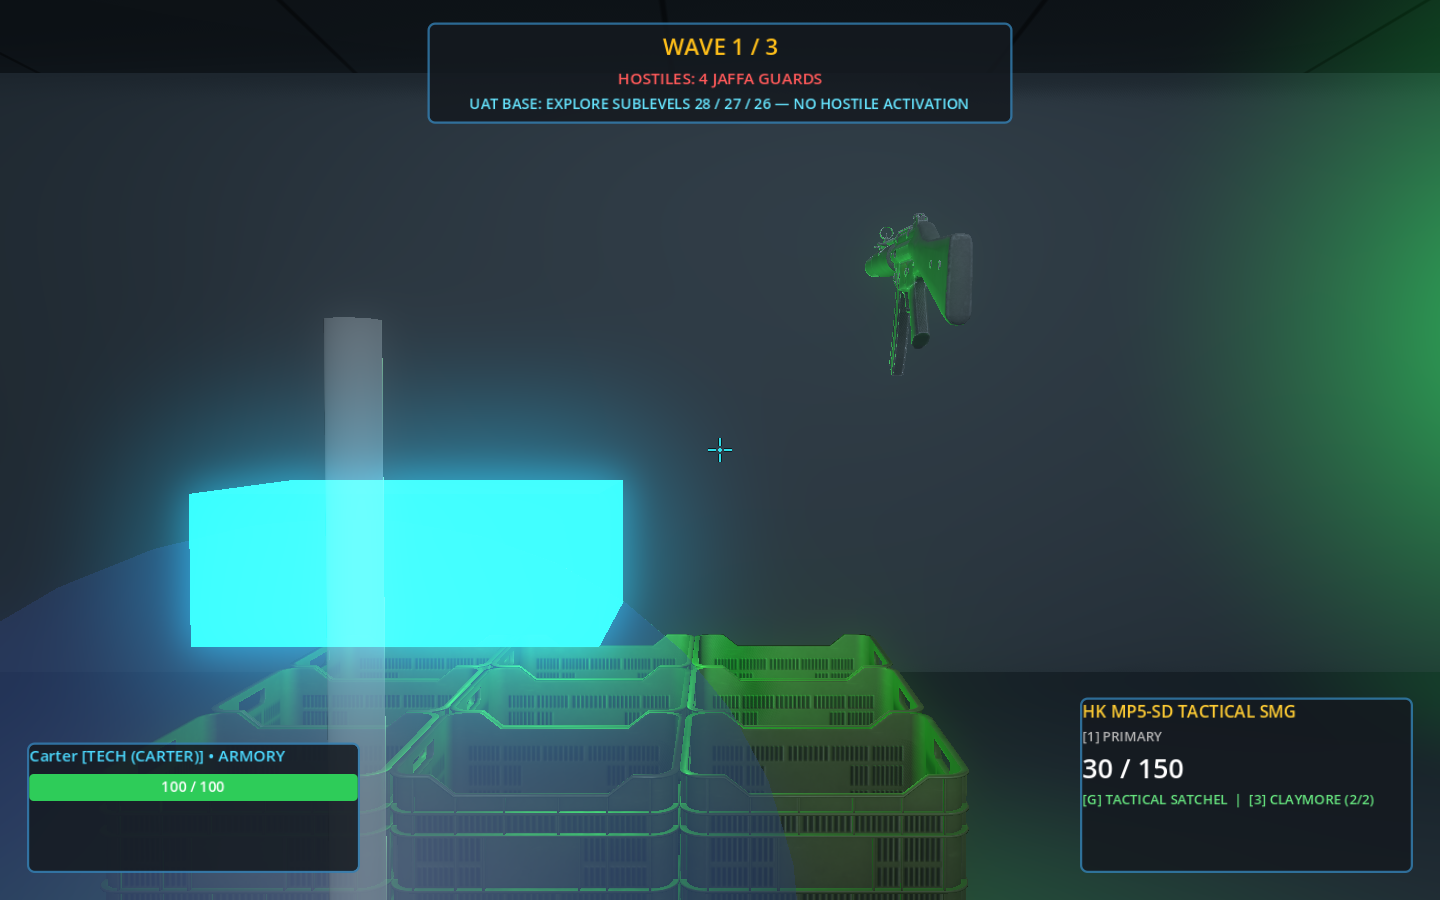 WAVE 1 / 3
HOSTILES: 4 JAFFA GUARDS
UAT BASE: EXPLORE SUBLEVELS 28 / 27 / 26 — NO HOSTILE ACTIVATION
Carter [TECH (CARTER)] • ARMORY
100 / 100
HK MP5-SD TACTICAL SMG
[1] PRIMARY
30 / 150
[G] TACTICAL SATCHEL | [3] CLAYMORE (2/2)